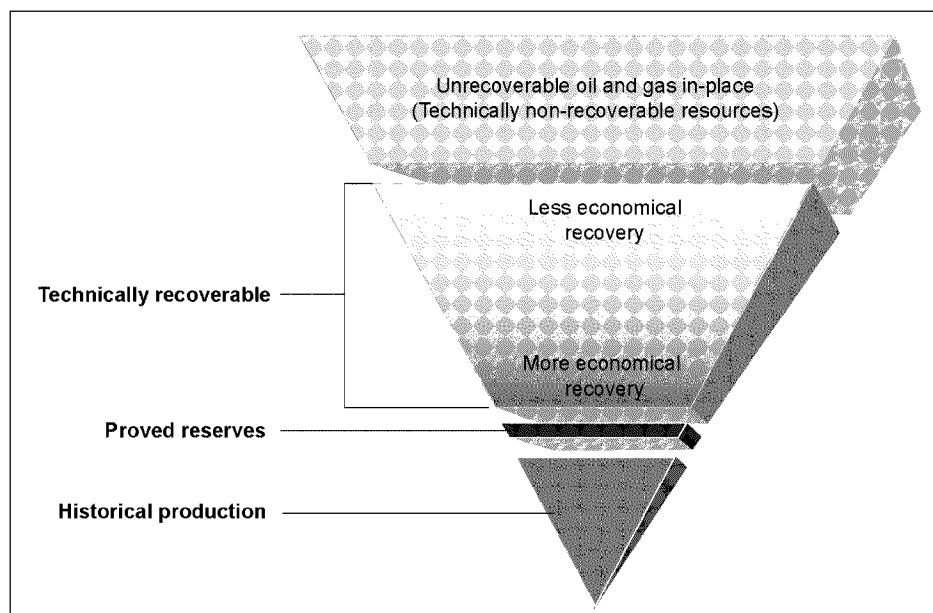 Unrecoverable oil and gas in-place
(Technically non-recoverable resources)
Less economical
recovery
Technically recoverable
More economical
recovery
Proved reserves
Historical production